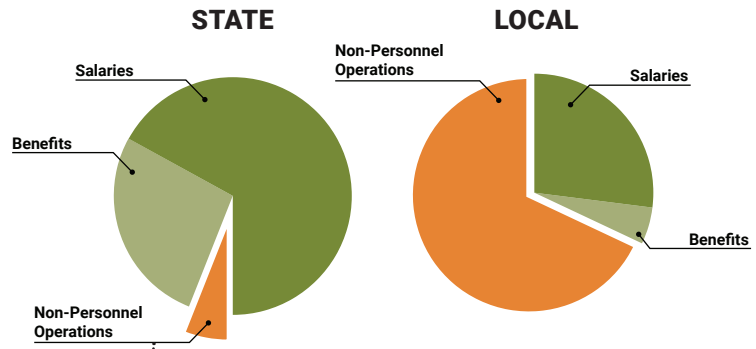 STATE
Salaries
Benefits
Non-Personnel
Operations
LOCAL
Non-Personnel
Operations
Salaries
Benefits